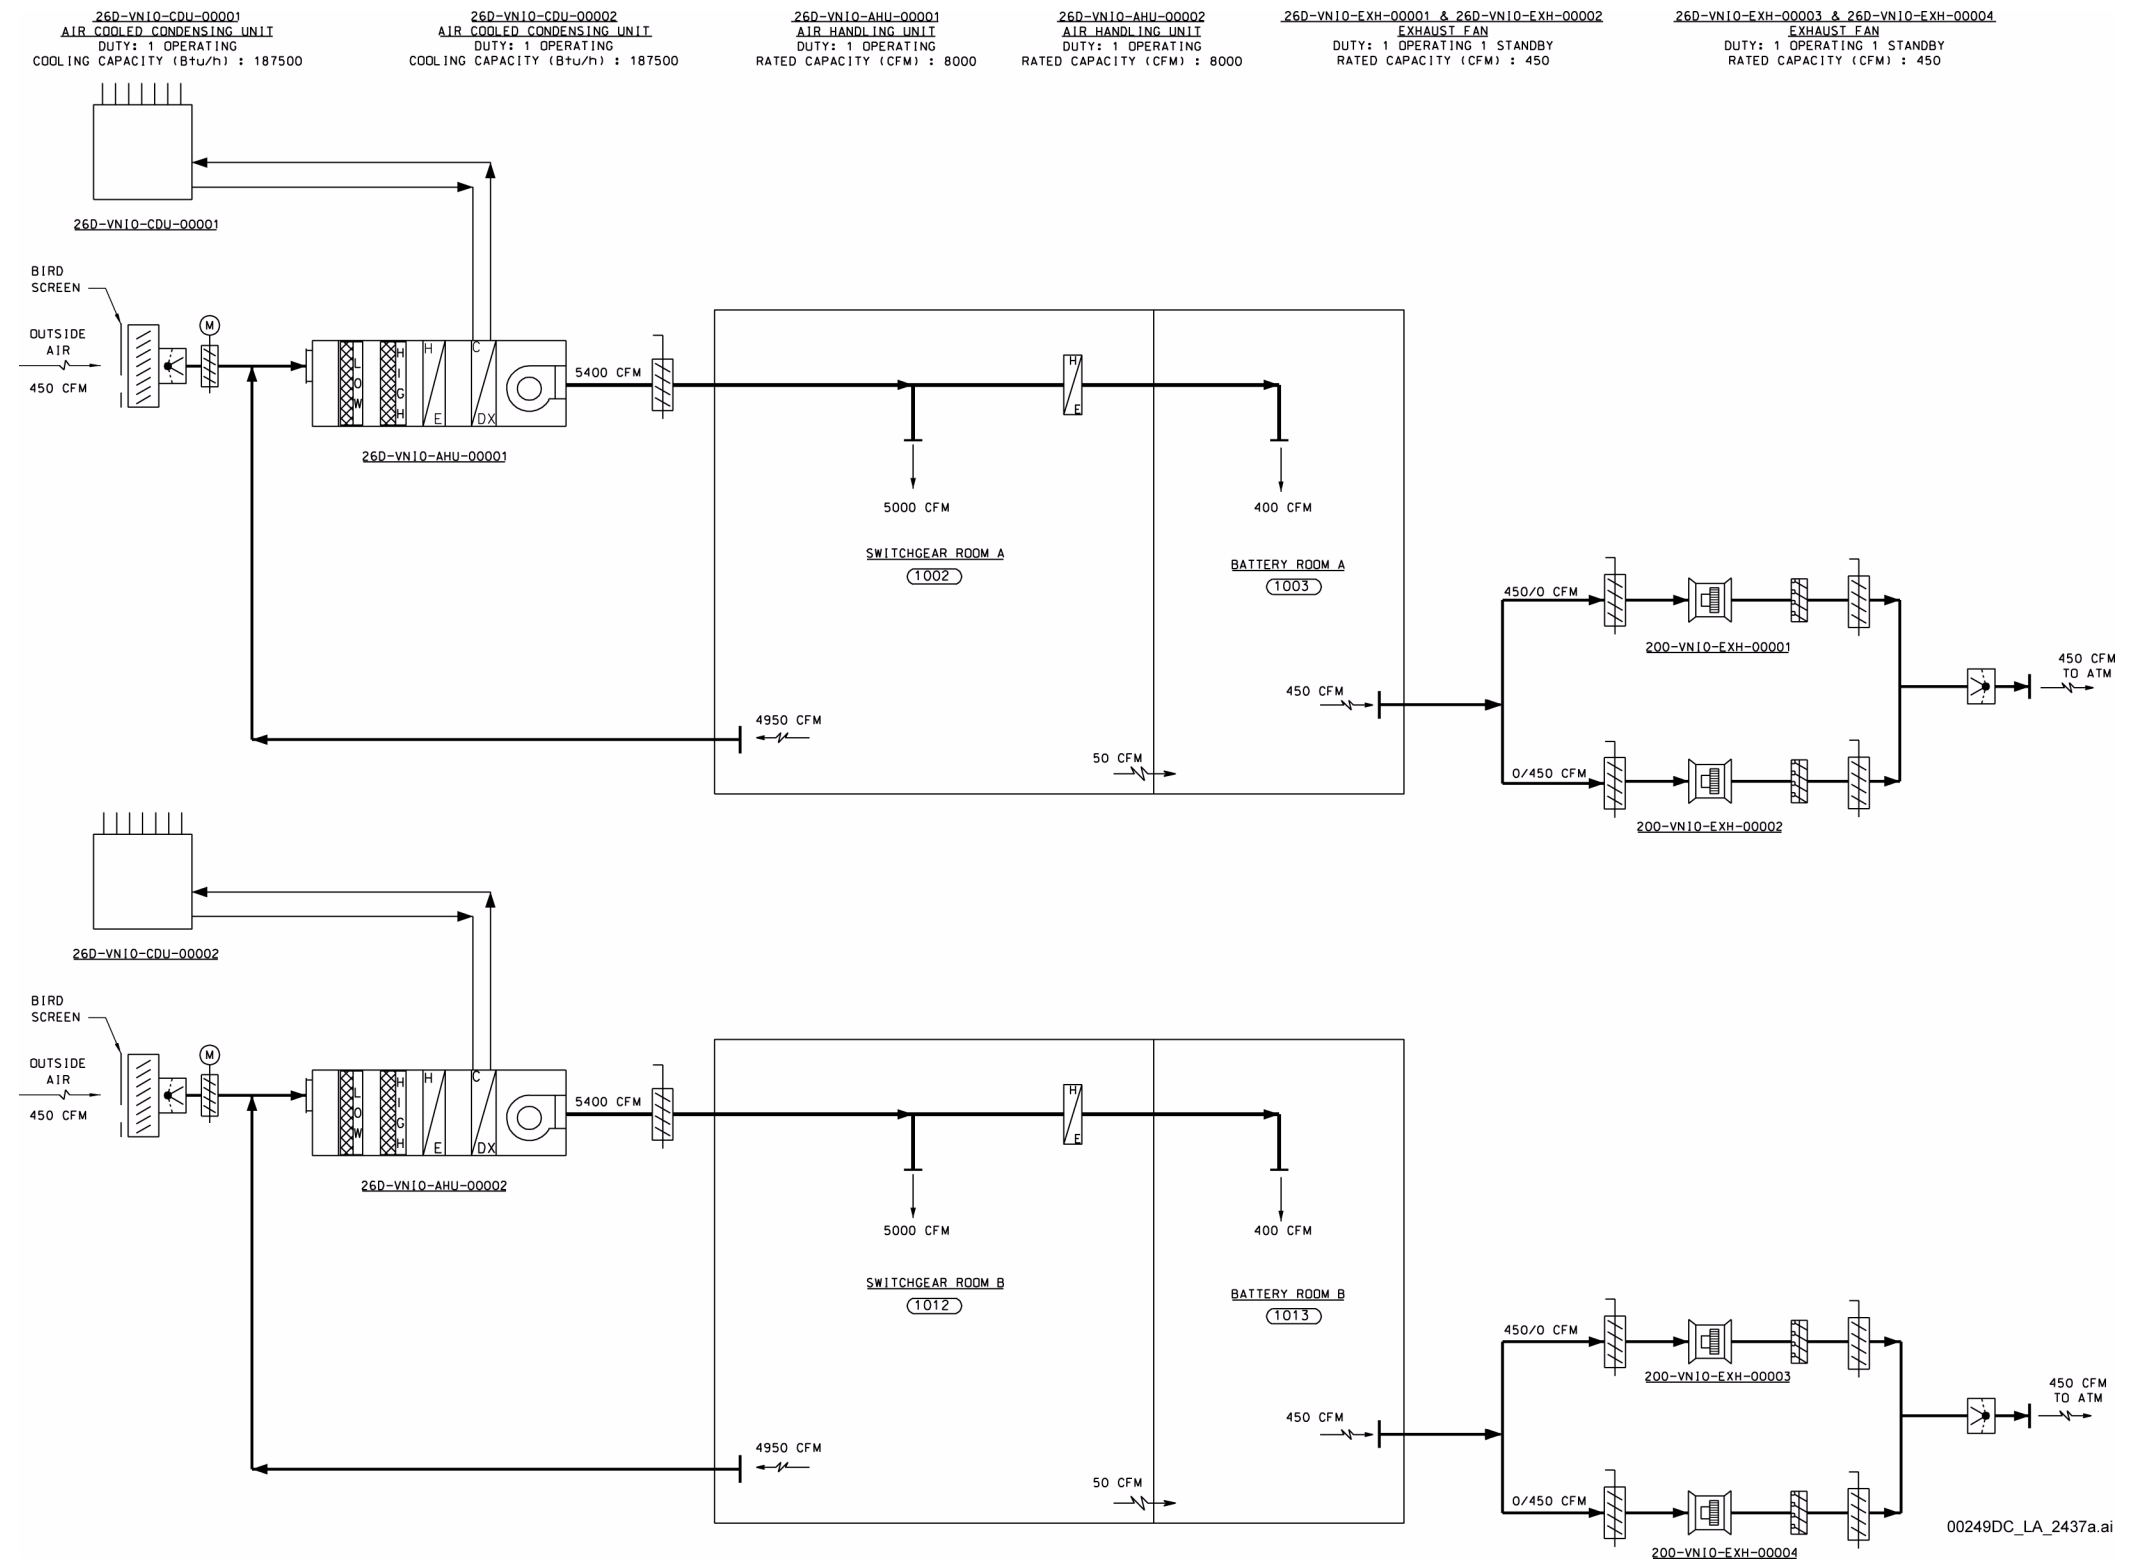 26D-VNIO-CDU-00001
AIR COOLED CONDENSING UNIT
DUTY: 1 OPERATING
COOLING CAPACITY (Btu/h) : 187500
26D-VNIO-CDU-00002
AIR COOLED CONDENSING UNIT
DUTY: 1 OPERATING
COOLING CAPACITY (Btu/h) : 187500
26D-VNIO-AHU-00001
AIR HANDLING UNIT
DUTY: 1 OPERATING
RATED CAPACITY (CFM) : 8000
26D-VNIO-AHU-00002
AIR HANDLING UNIT
DUTY: 1 OPERATING
RATED CAPACITY (CFM) : 8000
26D-VNIO-EXH-00001 & 26D-VNIO-EXH-00002
EXHAUST FAN
DUTY: 1 OPERATING 1 STANDBY
RATED CAPACITY (CFM) : 450
26D-VNIO-EXH-00003 & 26D-VNIO-EXH-00004
EXHAUST FAN
DUTY: 1 OPERATING 1 STANDBY
RATED CAPACITY (CFM) : 450
26D-VNIO-CDU-00001
BIRD
SCREEN
OUTSIDE
AIR
450 CFM
M
LOW
HIGH
H
E
C
DX
26D-VNIO-AHU-00001
5400 CFM
H
E
5000 CFM
400 CFM
SWITCHGEAR ROOM A
1002
BATTERY ROOM A
1003
4950 CFM
50 CFM
450 CFM
450/0 CFM
200-VNIO-EXH-00001
0/450 CFM
200-VNIO-EXH-00002
450 CFM
TO ATM
26D-VNIO-CDU-00002
BIRD
SCREEN
OUTSIDE
AIR
450 CFM
M
LOW
HIGH
H
E
C
DX
26D-VNIO-AHU-00002
5400 CFM
H
E
5000 CFM
400 CFM
SWITCHGEAR ROOM B
1012
BATTERY ROOM B
1013
4950 CFM
50 CFM
450 CFM
450/0 CFM
200-VNIO-EXH-00003
0/450 CFM
200-VNIO-EXH-00004
450 CFM
TO ATM
00249DC_LA_2437a.ai